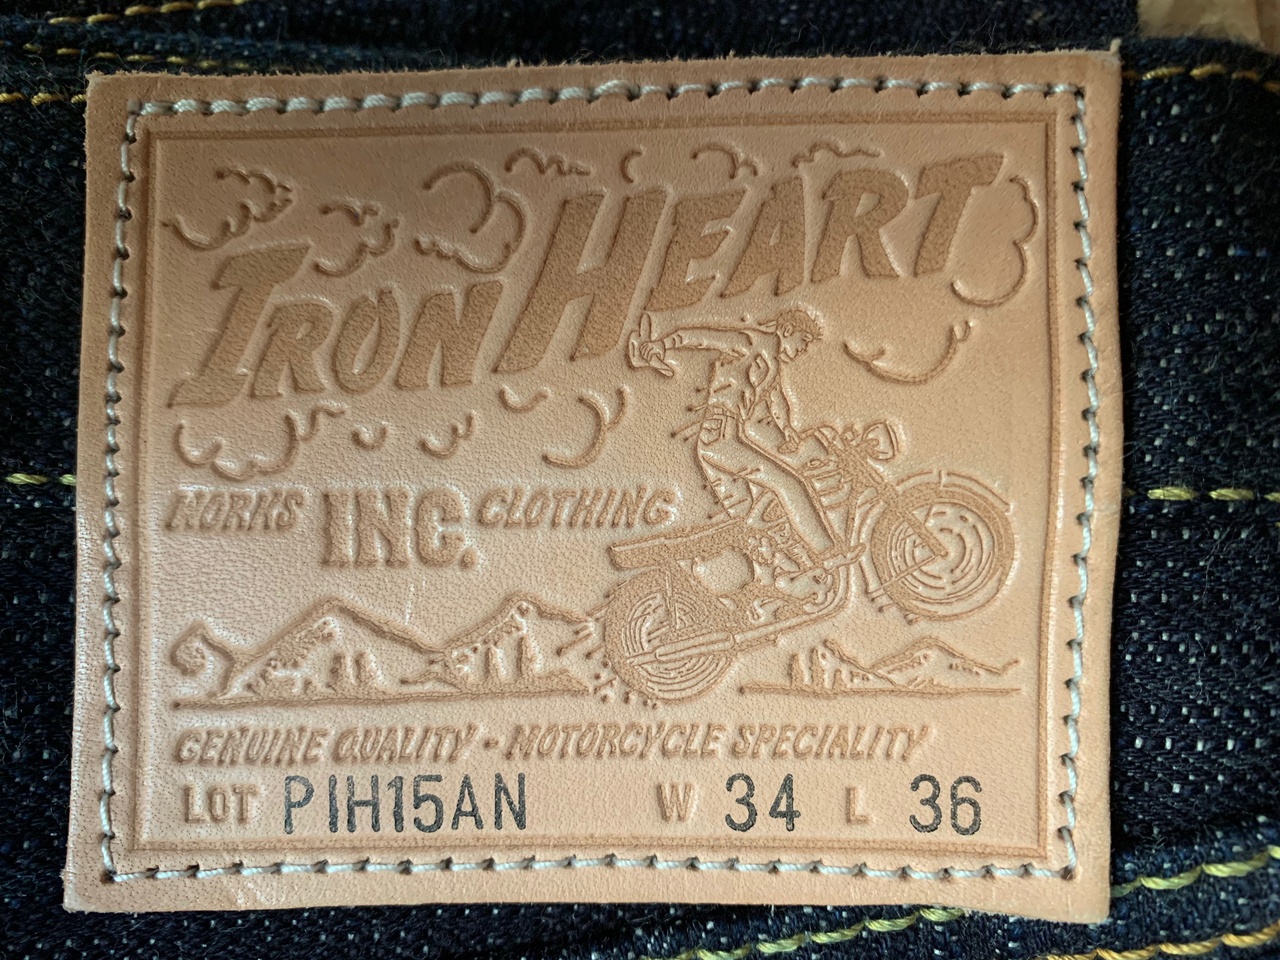 IRON HEART
WORKS INC. CLOTHING
GENUINE QUALITY - MOTORCYCLE SPECIALITY
LOT PIH15AN W 34 L 36